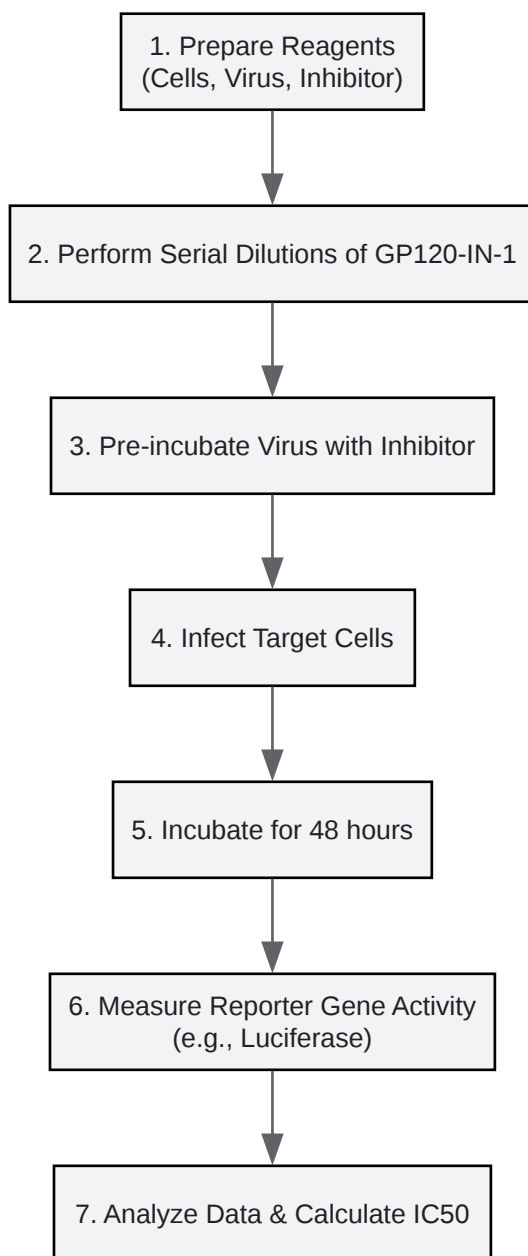 1. Prepare Reagents
(Cells, Virus, Inhibitor)
2. Perform Serial Dilutions of GP120-IN-1
3. Pre-incubate Virus with Inhibitor
4. Infect Target Cells
5. Incubate for 48 hours
6. Measure Reporter Gene Activity
(e.g., Luciferase)
7. Analyze Data & Calculate IC50